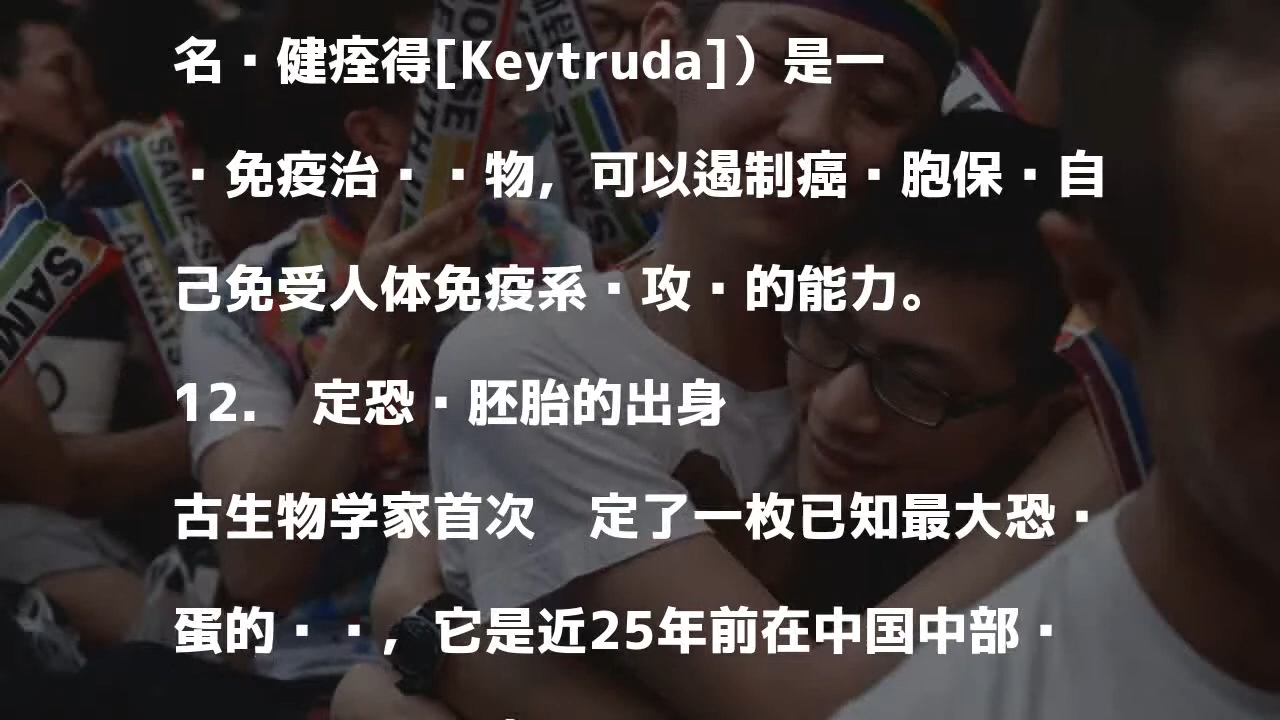 名·健痊得[Keytruda]）是一
·免疫治··物，可以遏制癌·胞保·自
己免受人体免疫系·攻·的能力。
12.　定恐·胚胎的出身
古生物学家首次　定了一枚已知最大恐·
蛋的··，它是近25年前在中国中部·
SAME-S
ALWAYS
SAME